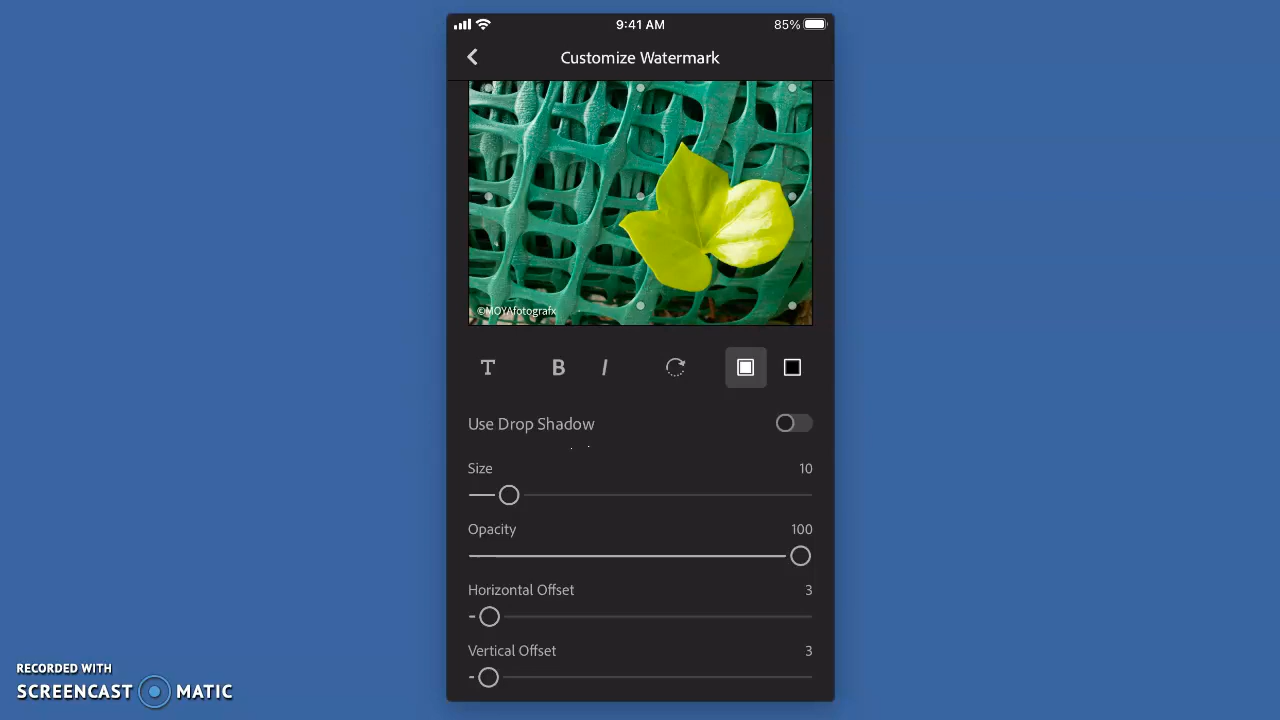 9:41 AM
85%
Customize Watermark
©MOYAfotografx
T B I
Use Drop Shadow
Size 10
Opacity 100
Horizontal Offset 3
Vertical Offset 3
RECORDED WITH
SCREENCAST MATIC